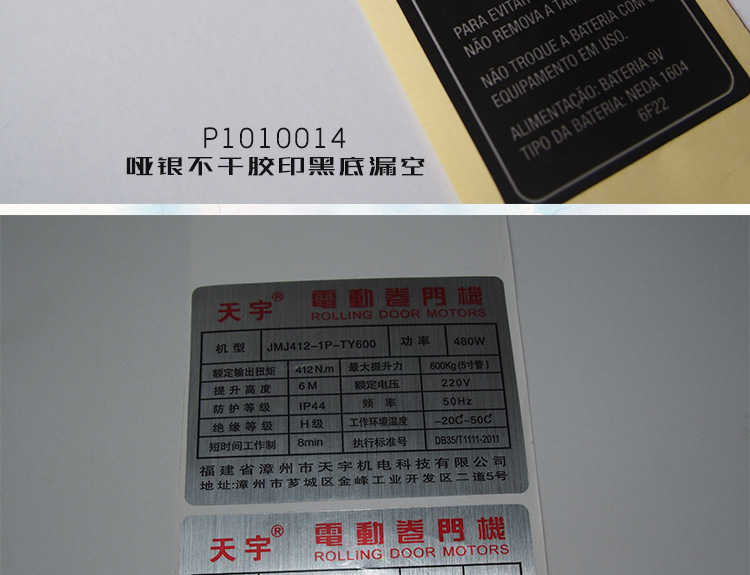 PARA EVITAR
NÃO REMOVA A TAM
NÃO TROQUE A BATERIA COM O
EQUIPAMENTO EM USO.
ALIMENTAÇÃO: BATERIA 9V
TIPO DA BATERIA: NEDA 1604
6F22
P1010014
哑银不干胶印黑底漏空
天宇® 電動卷門機
ROLLING DOOR MOTORS
机型 JMJ412-1P-TY600 功率 480W
额定输出扭矩 412N.m 最大提升力 600Kg(5寸管)
提升高度 6M 额定电压 220V
防护等级 IP44 频率 50Hz
绝缘等级 H级 工作环境温度 -20℃-50℃
短时间工作制 8min 执行标准号 DB35/T1111-2011
福建省漳州市天宇机电科技有限公司
地址:漳州市芗城区金峰工业开发区二道5号
天宇® 電動卷門機
ROLLING DOOR MOTORS